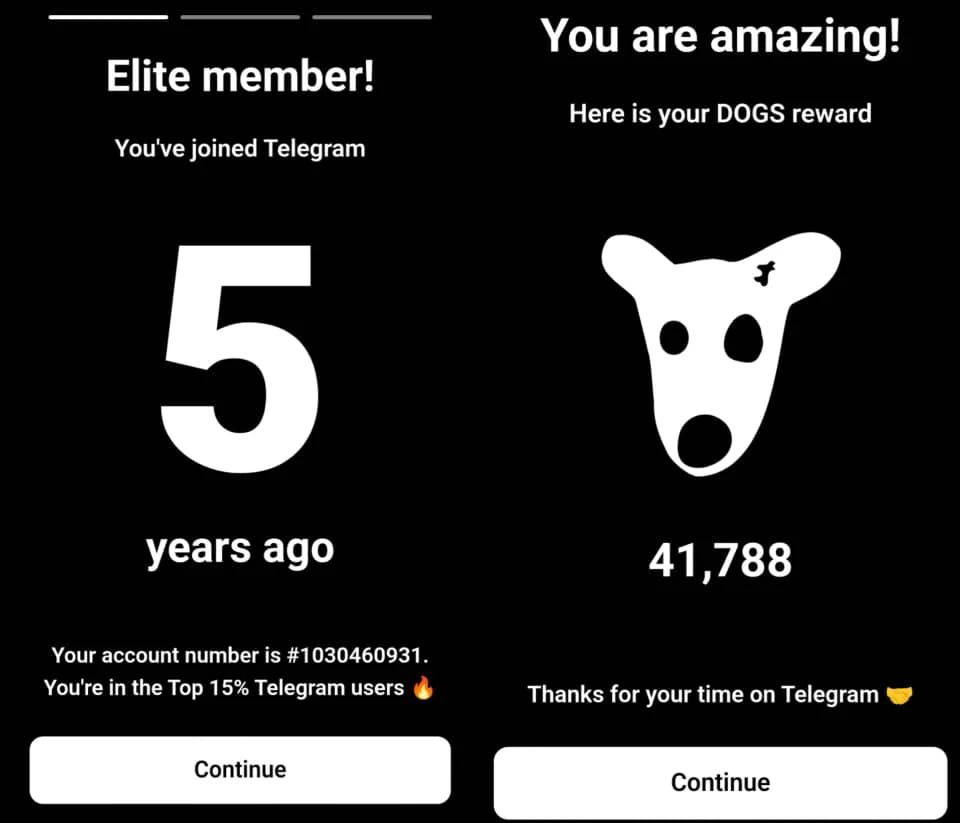 Elite member!
You've joined Telegram
5
years ago
Your account number is #1030460931.
You're in the Top 15% Telegram users 🔥
Continue
You are amazing!
Here is your DOGS reward
41,788
Thanks for your time on Telegram 🤝
Continue